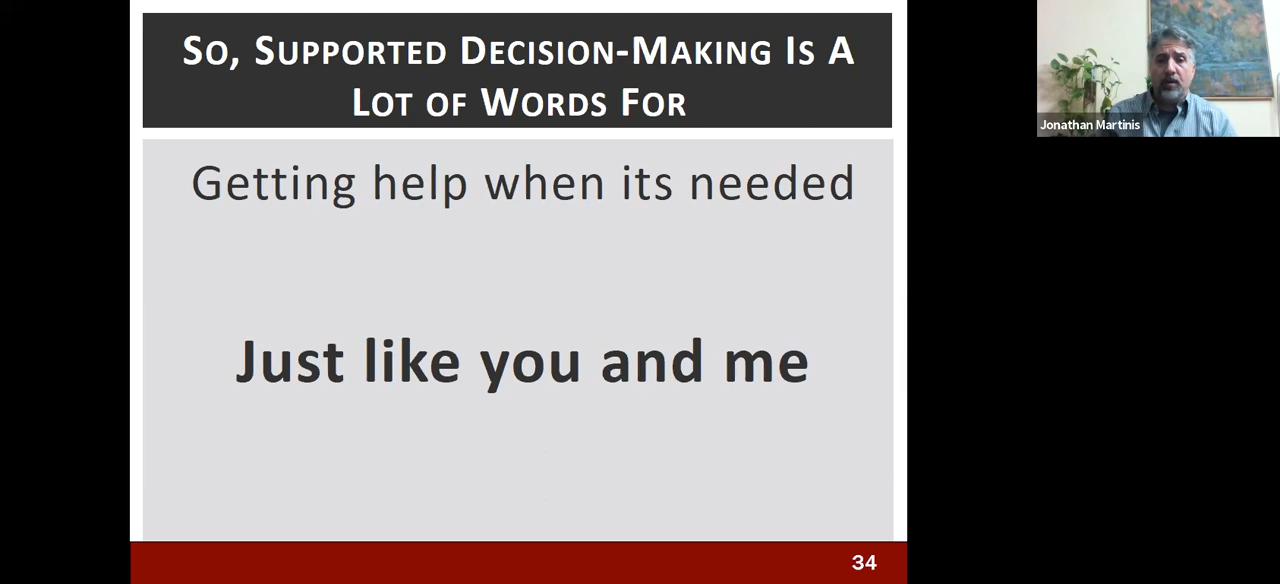 So, Supported Decision-Making Is A
Lot of Words For
Getting help when its needed
Just like you and me
34
Jonathan Martinis